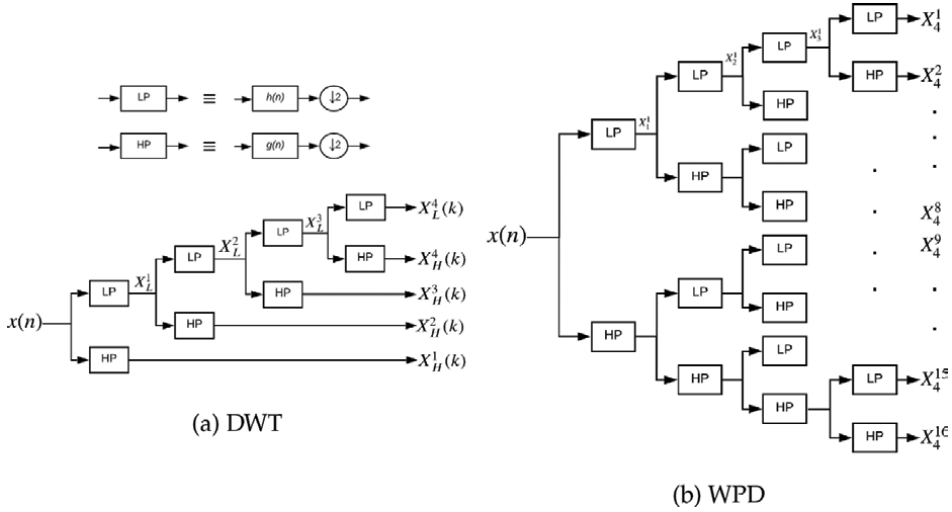 LP ≡ h(n) ↓2
HP ≡ g(n) ↓2
x(n)
LP
X_L^1
LP
X_L^2
LP
X_L^3
LP
X_L^4(k)
HP
X_H^4(k)
HP
X_H^3(k)
HP
X_H^2(k)
HP
X_H^1(k)
(a) DWT
x(n)
LP
X_1^1
LP
X_2^1
LP
X_3^1
LP
X_4^1
HP
X_4^2
HP
HP
LP
HP
. . .
X_4^8
X_4^9
HP
LP
LP
HP
HP
LP
HP
LP
X_4^15
HP
X_4^16
(b) WPD